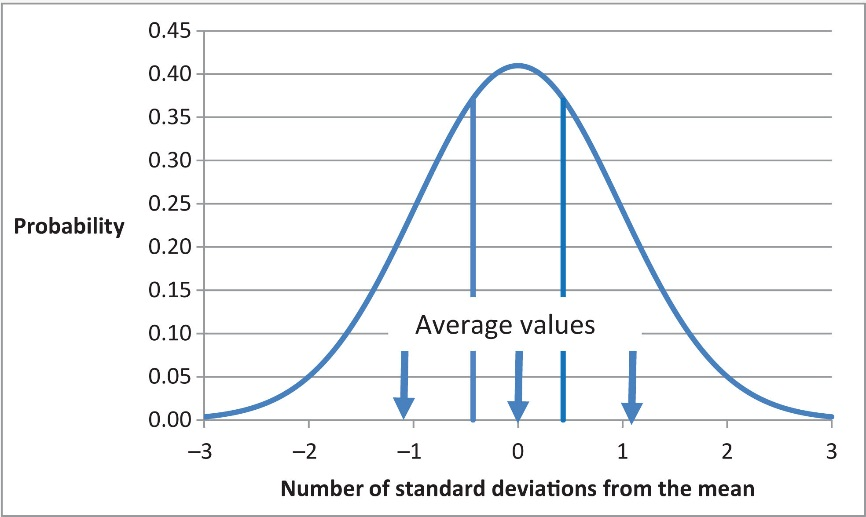 0.45
0.40
0.35
0.30
0.25
0.20
0.15
0.10
0.05
0.00
Probability
Average values
–3 –2 –1 0 1 2 3
Number of standard deviations from the mean